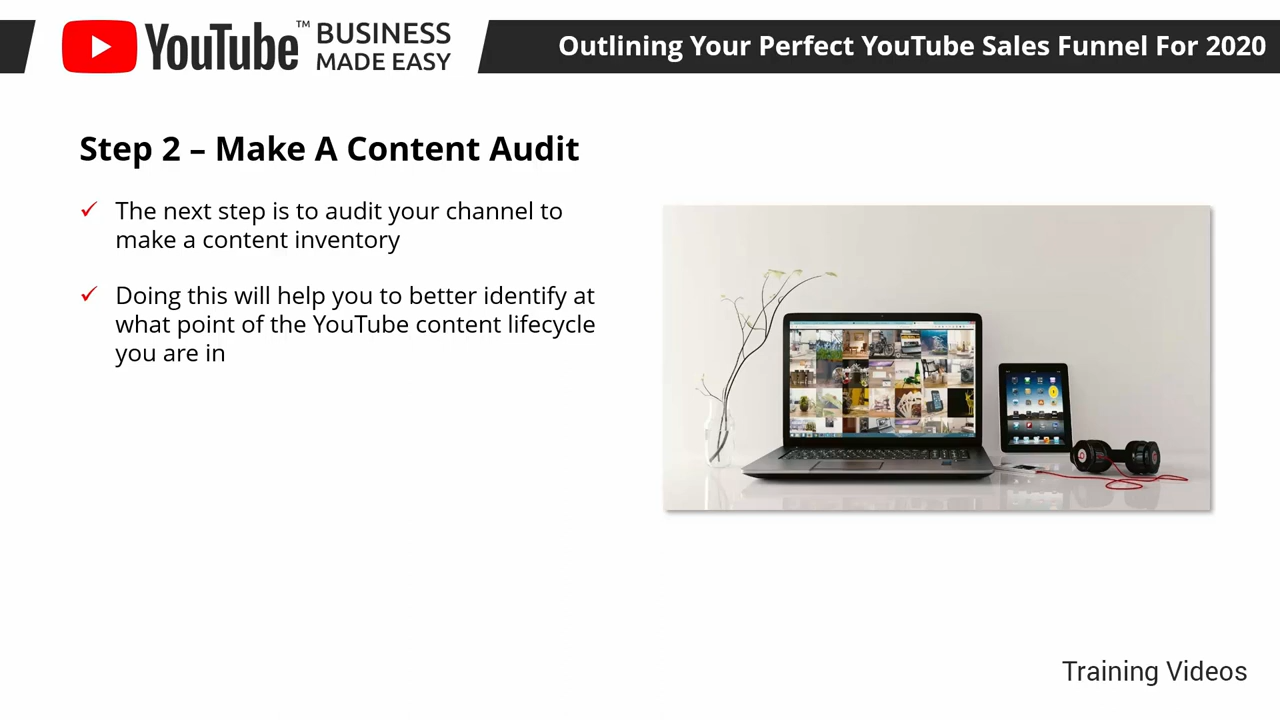 YouTube™ BUSINESS
MADE EASY
Outlining Your Perfect YouTube Sales Funnel For 2020
Step 2 – Make A Content Audit
✓ The next step is to audit your channel to
make a content inventory
✓ Doing this will help you to better identify at
what point of the YouTube content lifecycle
you are in
Training Videos